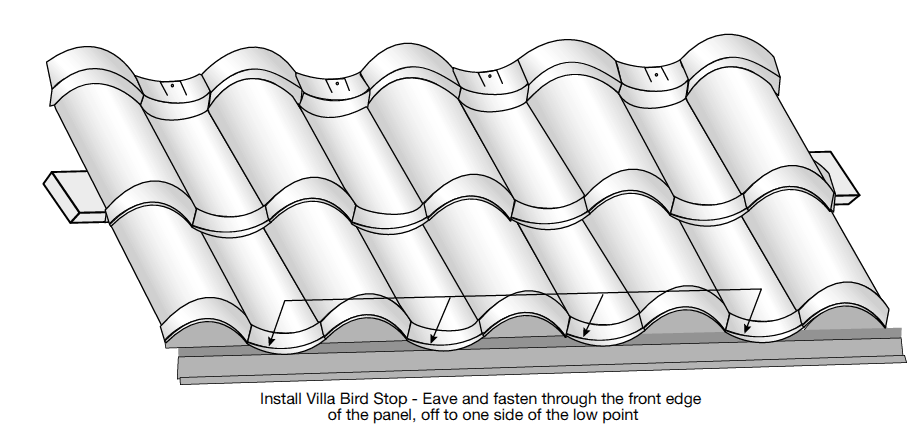 Install Villa Bird Stop - Eave and fasten through the front edge
of the panel, off to one side of the low point